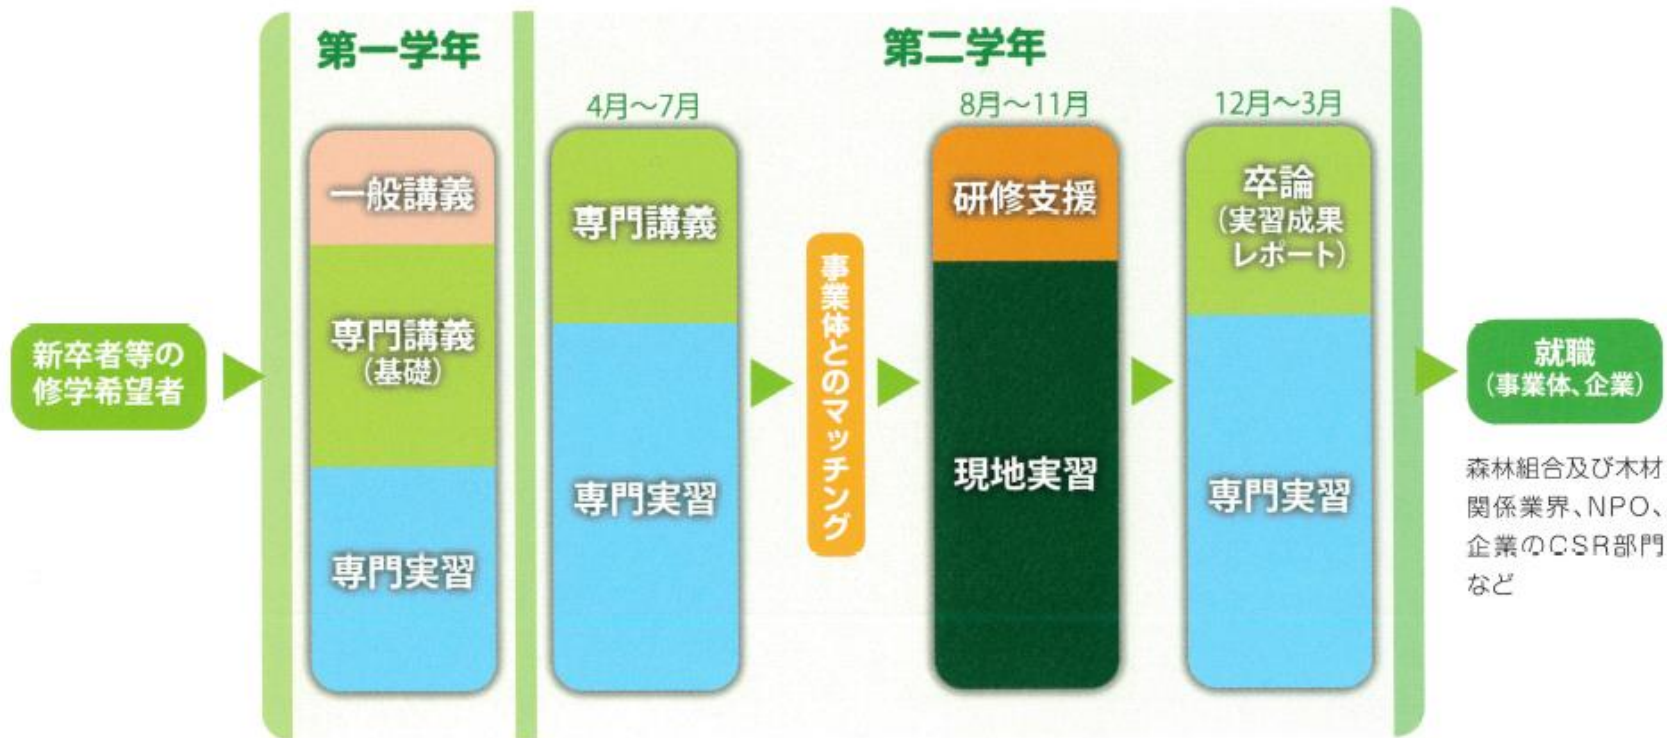 新卒者等の
修学希望者
第一学年
一般講義
専門講義
(基礎)
専門実習
第二学年
4月～7月
専門講義
専門実習
事業体とのマッチング
8月～11月
研修支援
現地実習
12月～3月
卒論
(実習成果
レポート)
専門実習
就職
(事業体、企業)
森林組合及び木材
関係業界、NPO、
企業のCSR部門
など